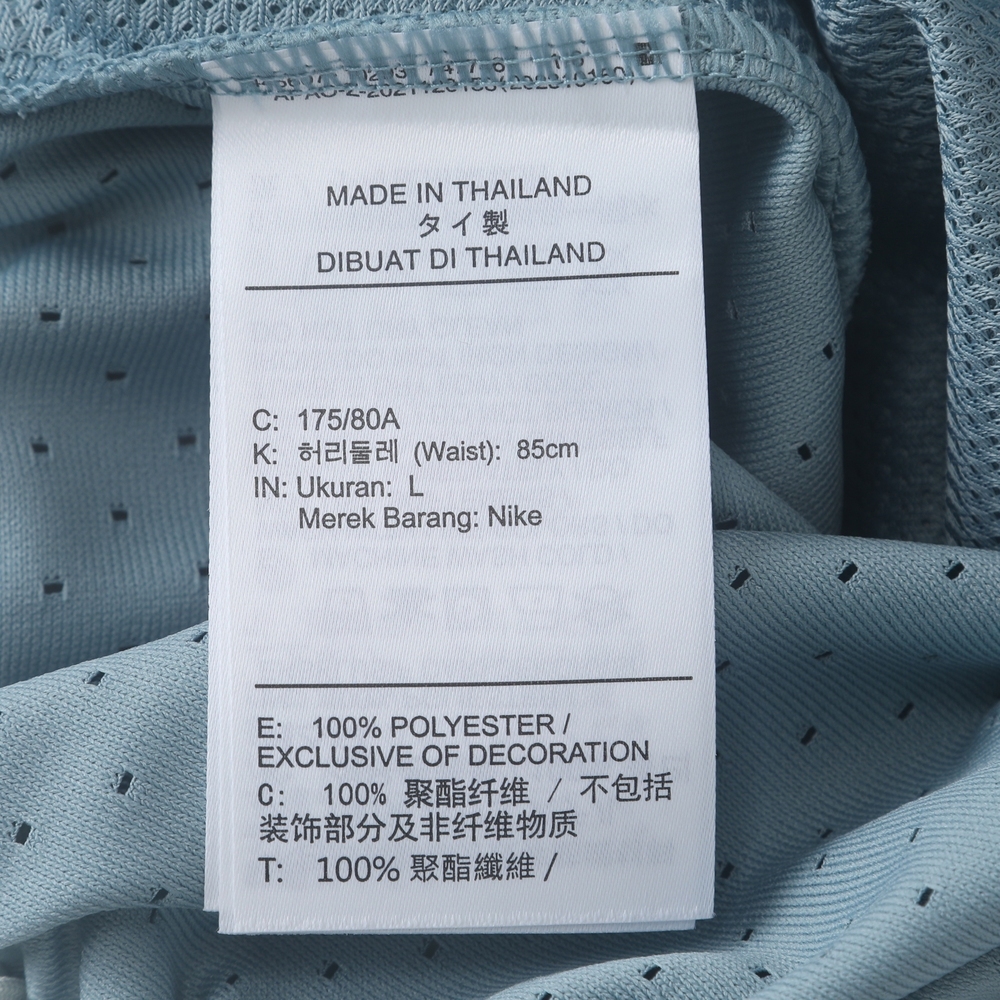 MADE IN THAILAND
タイ製
DIBUAT DI THAILAND
C: 175/80A
K: 허리둘레 (Waist): 85cm
IN: Ukuran: L
Merek Barang: Nike
E: 100% POLYESTER /
EXCLUSIVE OF DECORATION
C: 100% 聚酯纤维 / 不包括
装饰部分及非纤维物质
T: 100% 聚酯纖維 /